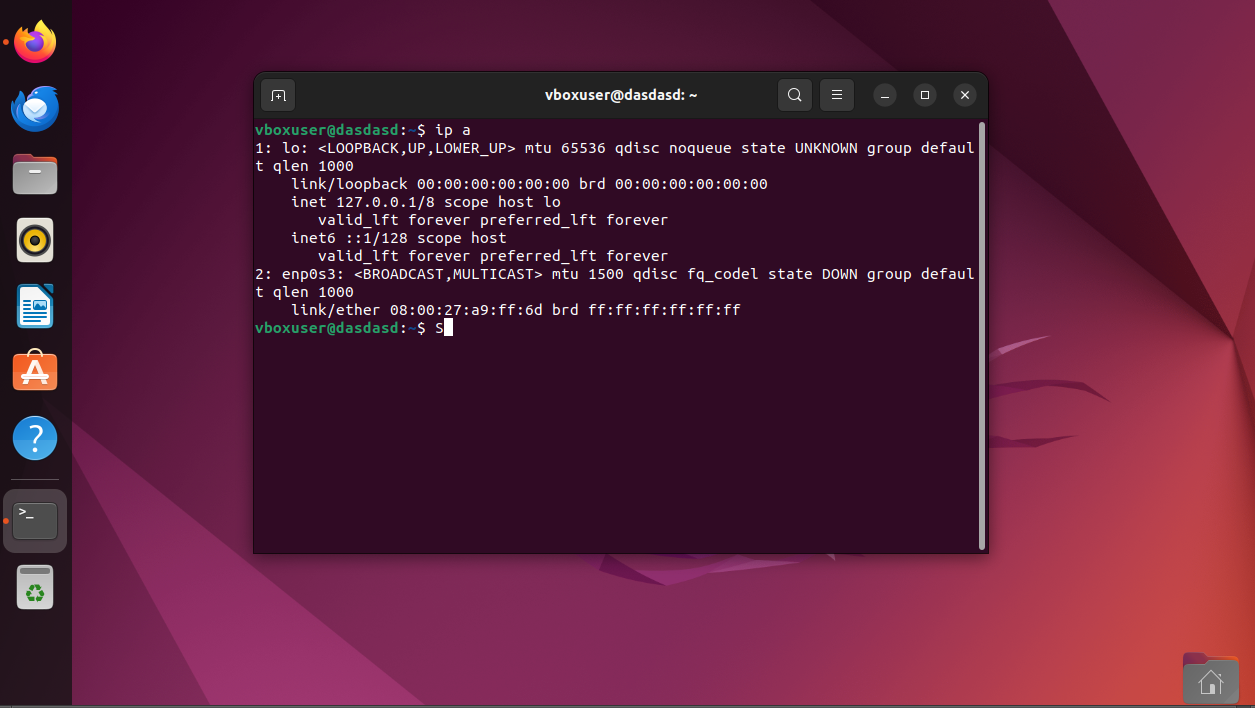 vboxuser@dasdasd: ~
vboxuser@dasdasd:~$ ip a
1: lo: <LOOPBACK,UP,LOWER_UP> mtu 65536 qdisc noqueue state UNKNOWN group defaul
t qlen 1000
    link/loopback 00:00:00:00:00:00 brd 00:00:00:00:00:00
    inet 127.0.0.1/8 scope host lo
       valid_lft forever preferred_lft forever
    inet6 ::1/128 scope host
       valid_lft forever preferred_lft forever
2: enp0s3: <BROADCAST,MULTICAST> mtu 1500 qdisc fq_codel state DOWN group defaul
t qlen 1000
    link/ether 08:00:27:a9:ff:6d brd ff:ff:ff:ff:ff:ff
vboxuser@dasdasd:~$ S